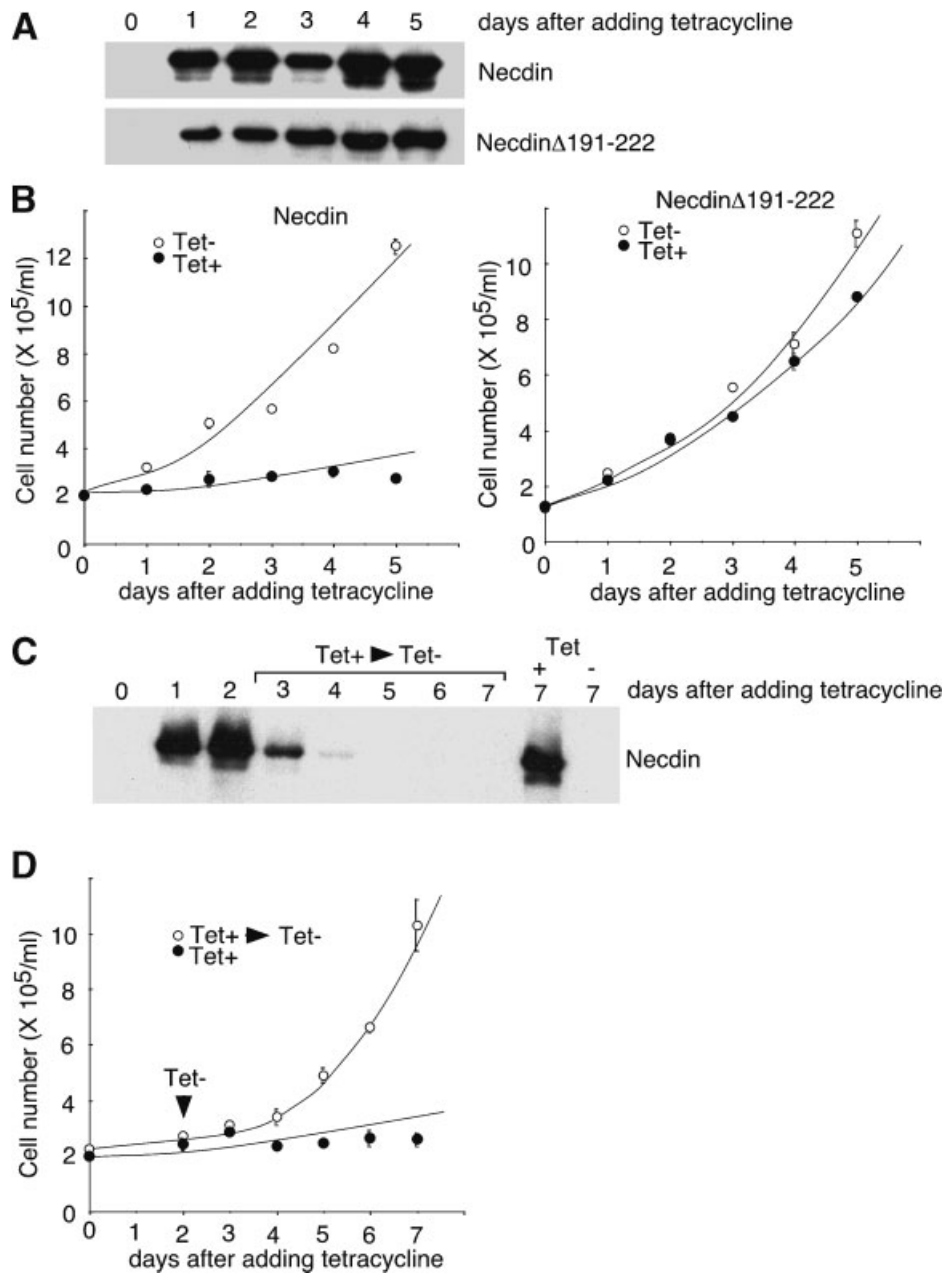 A
0 1 2 3 4 5 days after adding tetracycline
Necdin
NecdinΔ191-222
B
Necdin
Tet-
Tet+
Cell number (X 10⁵/ml)
12
10
8
6
4
2
0
0 1 2 3 4 5
days after adding tetracycline
NecdinΔ191-222
Tet-
Tet+
Cell number (X 10⁵/ml)
10
8
6
4
2
0
0 1 2 3 4 5
days after adding tetracycline
C
Tet+ ▶ Tet-
Tet
+ -
0 1 2 3 4 5 6 7 7 7 days after adding tetracycline
Necdin
D
Tet+ ▶ Tet-
Tet+
Tet-
Cell number (X 10⁵/ml)
10
8
6
4
2
0
0 1 2 3 4 5 6 7
days after adding tetracycline